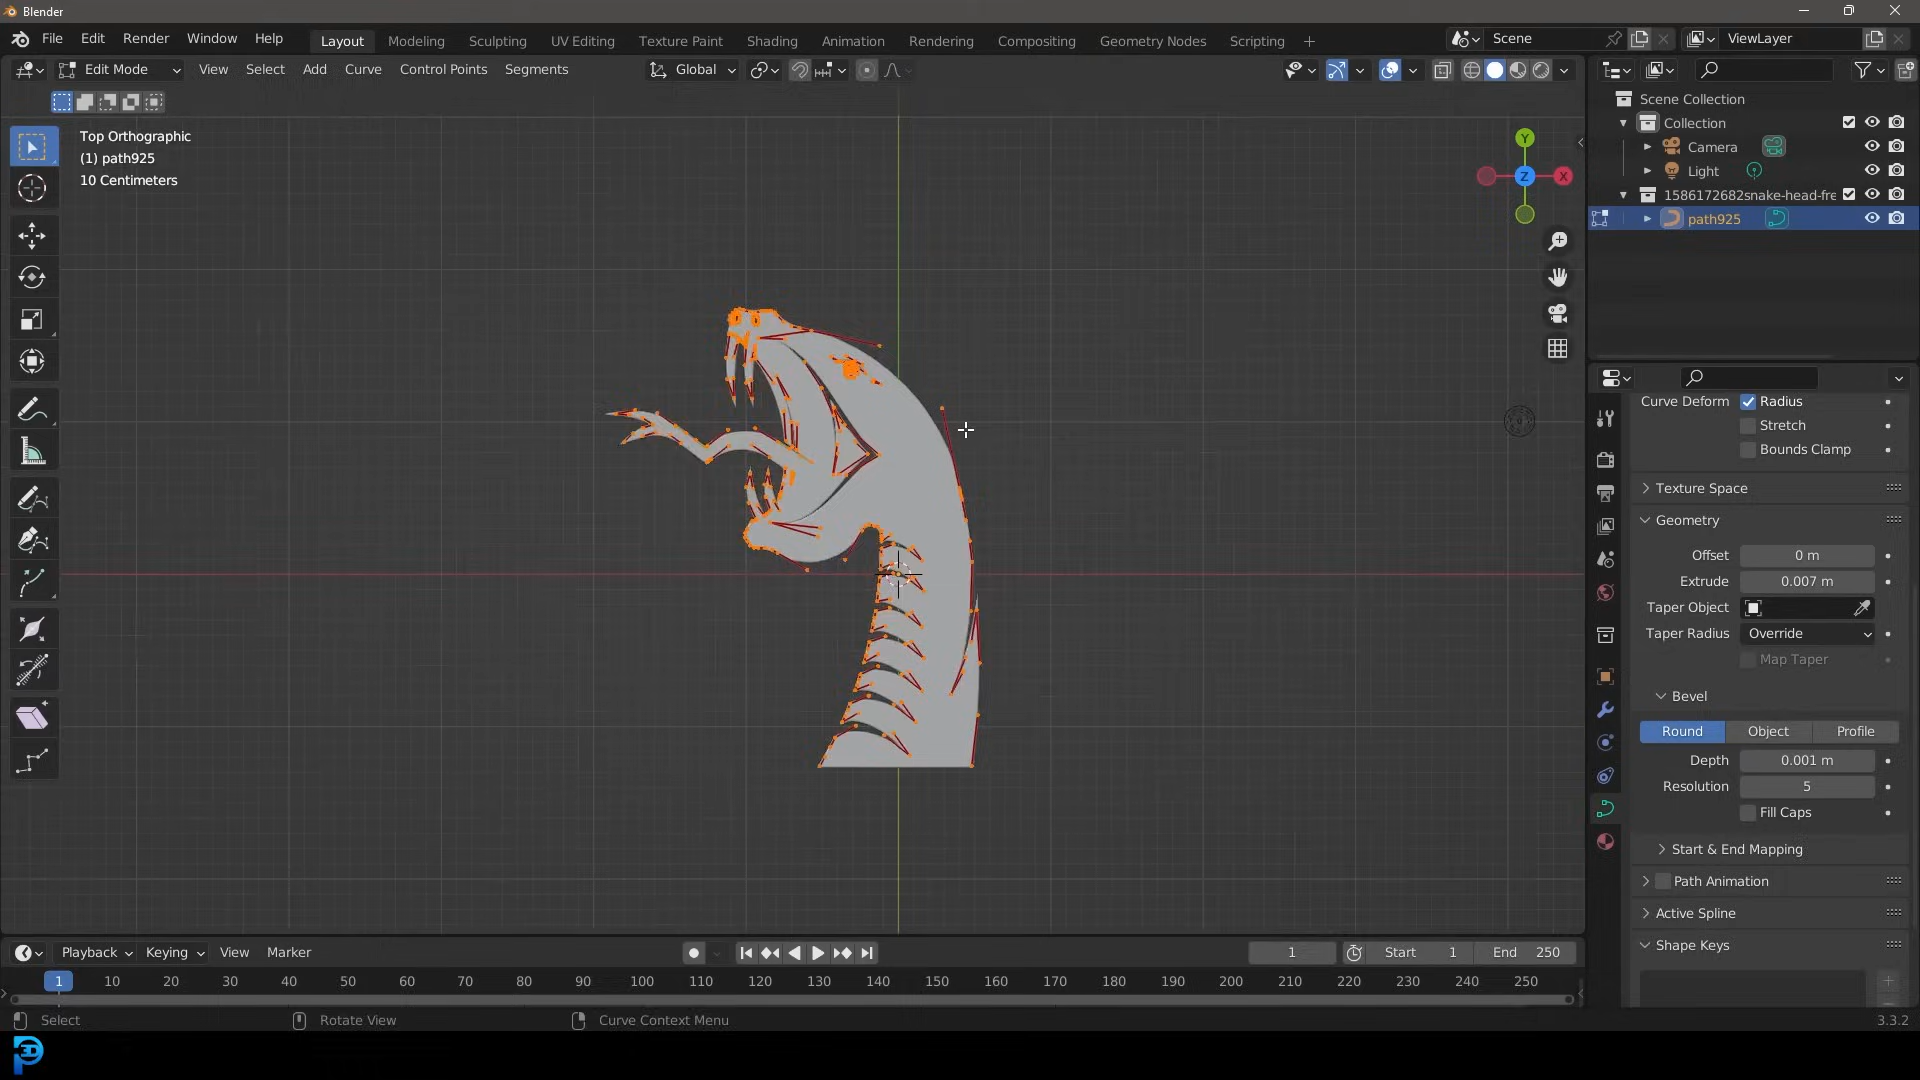 Blender
File Edit Render Window Help
Layout Modeling Sculpting UV Editing Texture Paint Shading Animation Rendering Compositing Geometry Nodes Scripting +
Scene
ViewLayer
Edit Mode
View Select Add Curve Control Points Segments
Global
Top Orthographic
(1) path925
10 Centimeters
Y
Z
X
Scene Collection
Collection
Camera
Light
1586172682snake-head-fre
path925
Curve Deform
Radius
Stretch
Bounds Clamp
Texture Space
Geometry
Offset 0 m
Extrude 0.007 m
Taper Object
Taper Radius Override
Map Taper
Bevel
Round Object Profile
Depth 0.001 m
Resolution 5
Fill Caps
Start & End Mapping
Path Animation
Active Spline
Shape Keys
Playback Keying View Marker
1
Start 1
End 250
1 10 20 30 40 50 60 70 80 90 100 110 120 130 140 150 160 170 180 190 200 210 220 230 240 250
Select
Rotate View
Curve Context Menu
3.3.2